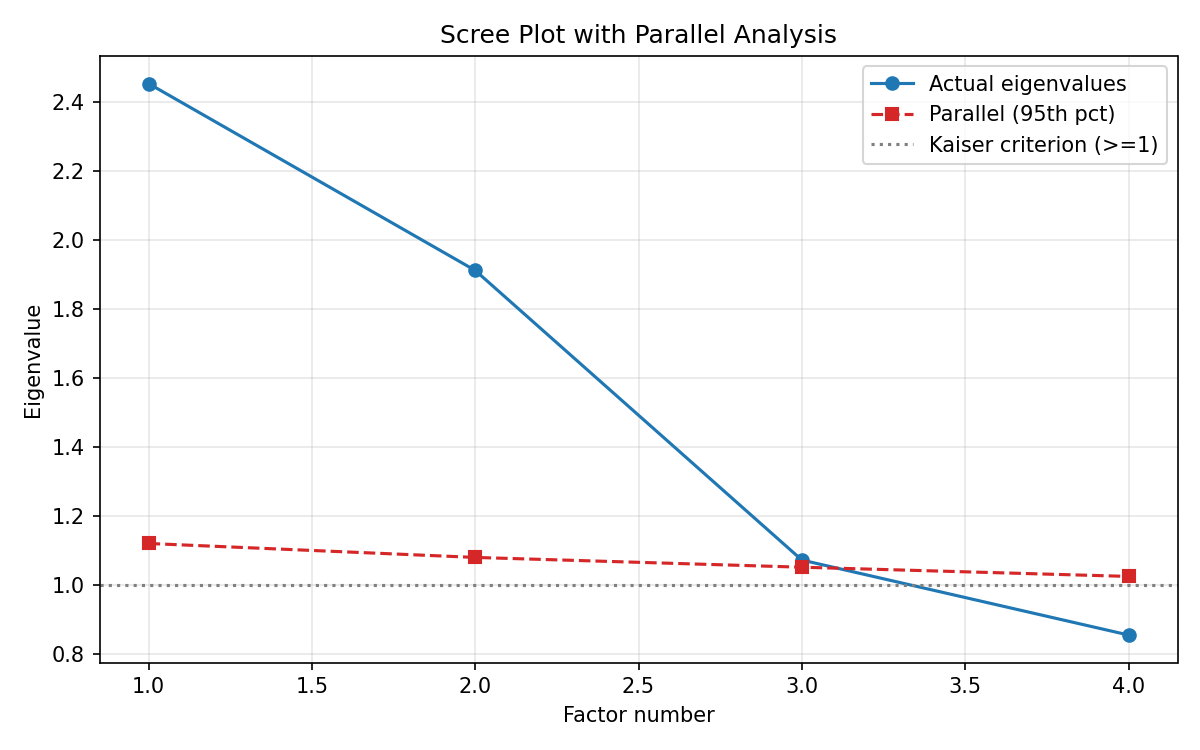 Scree Plot with Parallel Analysis
Actual eigenvalues
Parallel (95th pct)
Kaiser criterion (>=1)
Eigenvalue
2.4
2.2
2.0
1.8
1.6
1.4
1.2
1.0
0.8
1.0 1.5 2.0 2.5 3.0 3.5 4.0
Factor number